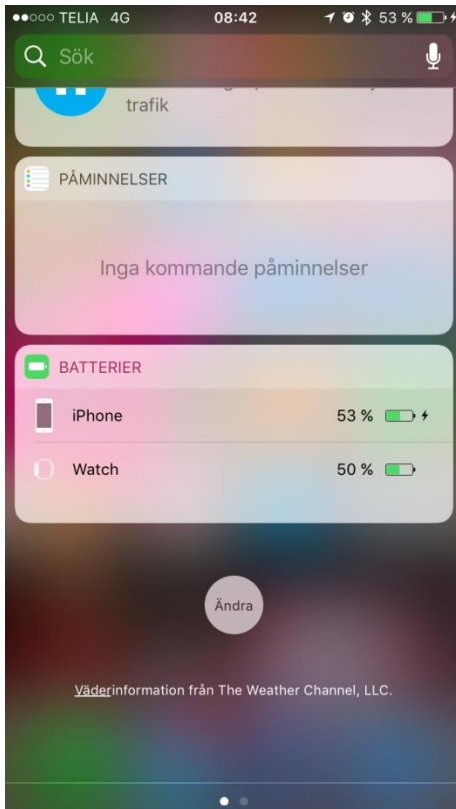 TELIA 4G 08:42 53 %
Sök
trafik
PÅMINNELSER
Inga kommande påminnelser
BATTERIER
iPhone 53 %
Watch 50 %
Ändra
Väderinformation från The Weather Channel, LLC.